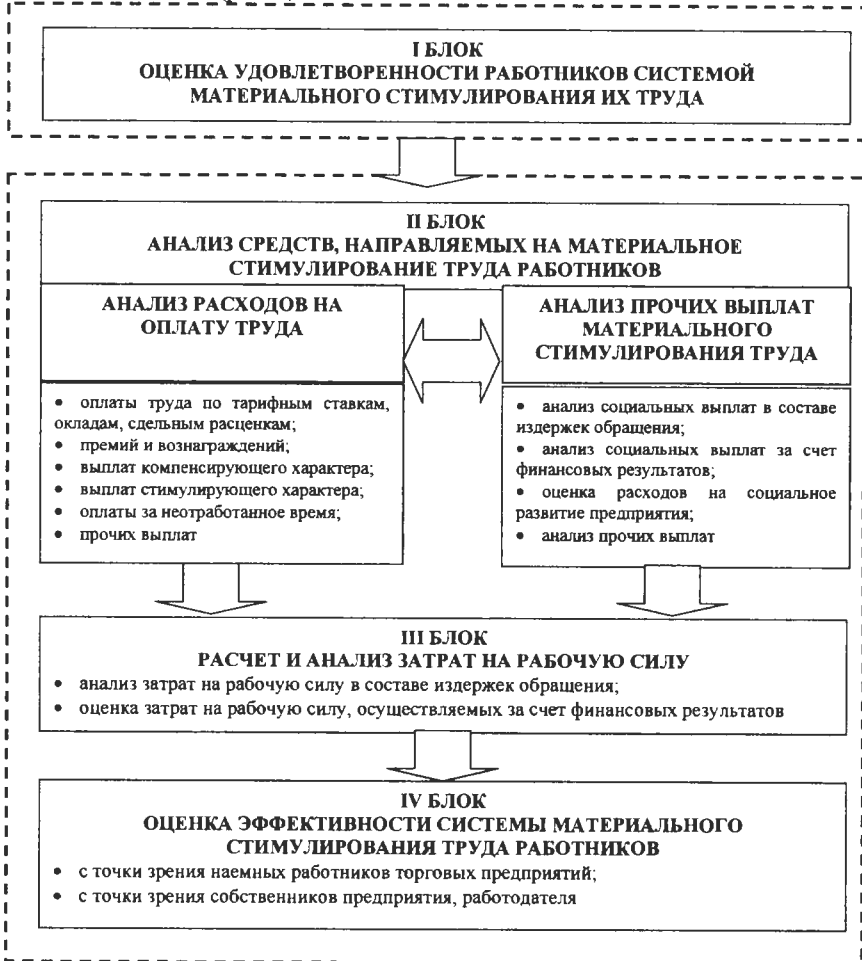 I БЛОК
ОЦЕНКА УДОВЛЕТВОРЕННОСТИ РАБОТНИКОВ СИСТЕМОЙ
МАТЕРИАЛЬНОГО СТИМУЛИРОВАНИЯ ИХ ТРУДА
II БЛОК
АНАЛИЗ СРЕДСТВ, НАПРАВЛЯЕМЫХ НА МАТЕРИАЛЬНОЕ
СТИМУЛИРОВАНИЕ ТРУДА РАБОТНИКОВ
АНАЛИЗ РАСХОДОВ НА
ОПЛАТУ ТРУДА
• оплаты труда по тарифным ставкам,
окладам, сдельным расценкам;
• премий и вознаграждений;
• выплат компенсирующего характера;
• выплат стимулирующего характера;
• оплаты за неотработанное время;
• прочих выплат
АНАЛИЗ ПРОЧИХ ВЫПЛАТ
МАТЕРИАЛЬНОГО
СТИМУЛИРОВАНИЯ ТРУДА
• анализ социальных выплат в составе
издержек обращения;
• анализ социальных выплат за счет
финансовых результатов;
• оценка расходов на социальное
развитие предприятия;
• анализ прочих выплат
III БЛОК
РАСЧЕТ И АНАЛИЗ ЗАТРАТ НА РАБОЧУЮ СИЛУ
• анализ затрат на рабочую силу в составе издержек обращения;
• оценка затрат на рабочую силу, осуществляемых за счет финансовых результатов
IV БЛОК
ОЦЕНКА ЭФФЕКТИВНОСТИ СИСТЕМЫ МАТЕРИАЛЬНОГО
СТИМУЛИРОВАНИЯ ТРУДА РАБОТНИКОВ
• с точки зрения наемных работников торговых предприятий;
• с точки зрения собственников предприятия, работодателя